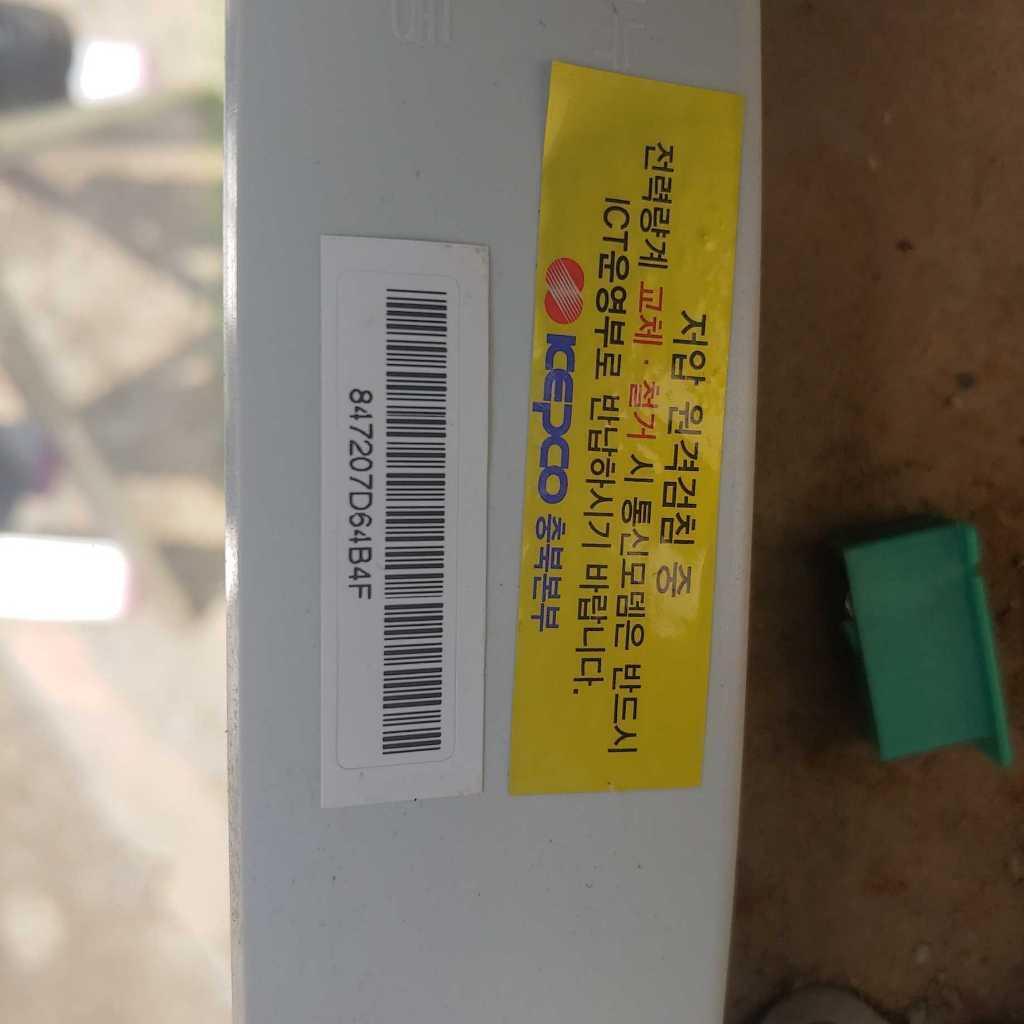 저압 원격검침 중
전력량계 교체·철거 시 통신모뎀은 반드시
ICT운영부로 반납하시기 바랍니다.
KEPCO 충북본부
847207D64B4F